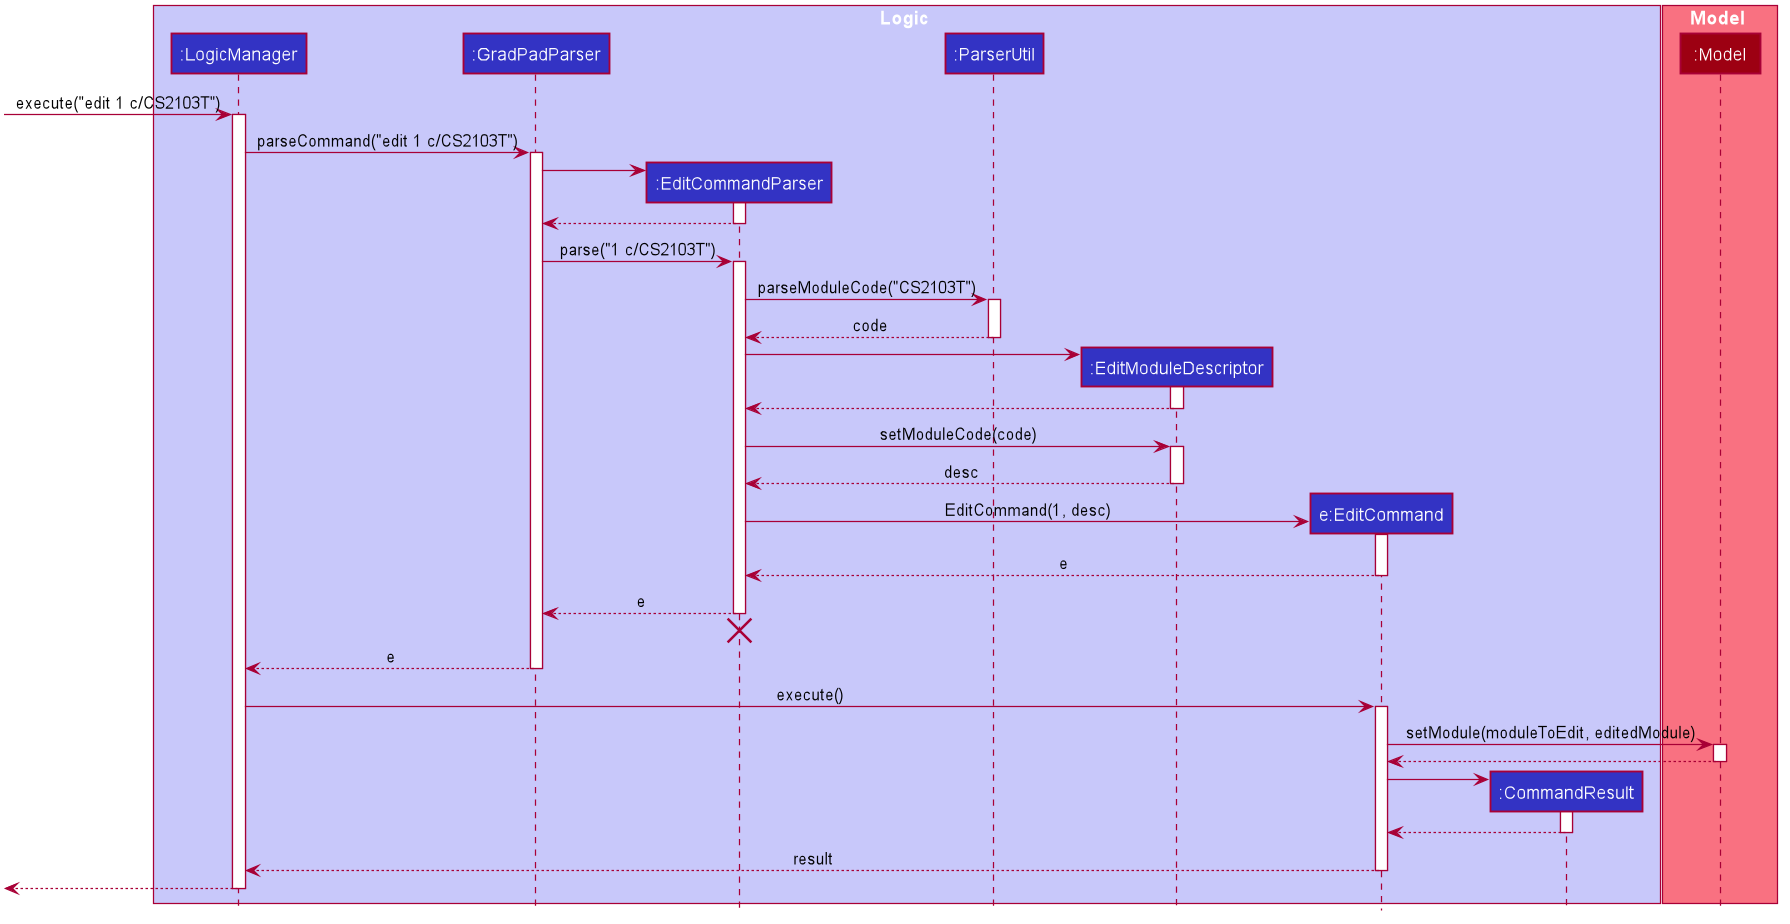 Logic
Model
:LogicManager
:GradPadParser
:ParserUtil
:Model
execute("edit 1 c/CS2103T")
parseCommand("edit 1 c/CS2103T")
:EditCommandParser
parse("1 c/CS2103T")
parseModuleCode("CS2103T")
code
:EditModuleDescriptor
setModuleCode(code)
desc
EditCommand(1, desc)
e:EditCommand
e
e
e
execute()
setModule(moduleToEdit, editedModule)
:CommandResult
result